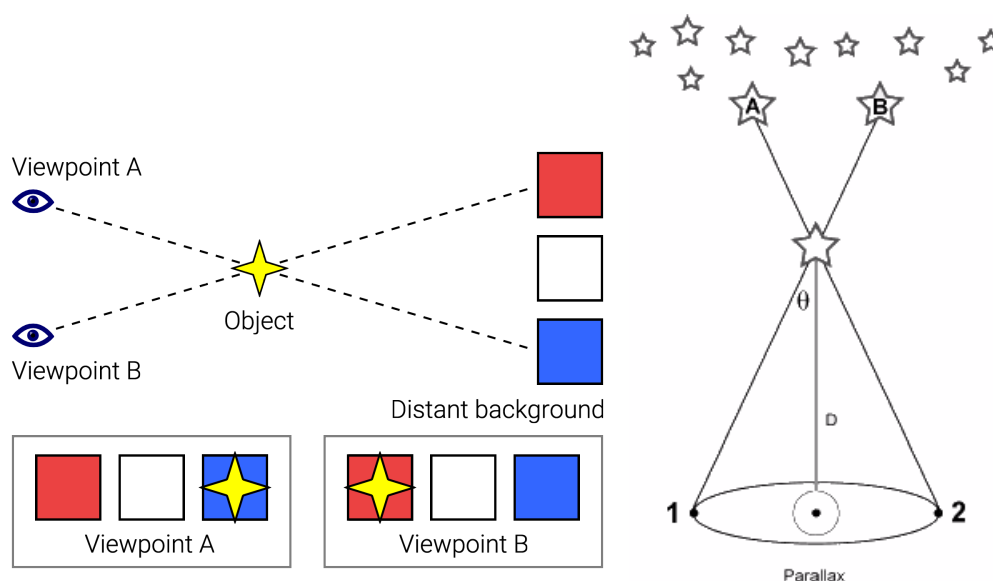 Viewpoint A
Object
Viewpoint B
Distant background
Viewpoint A
Viewpoint B
A
B
θ
D
1
2
Parallax